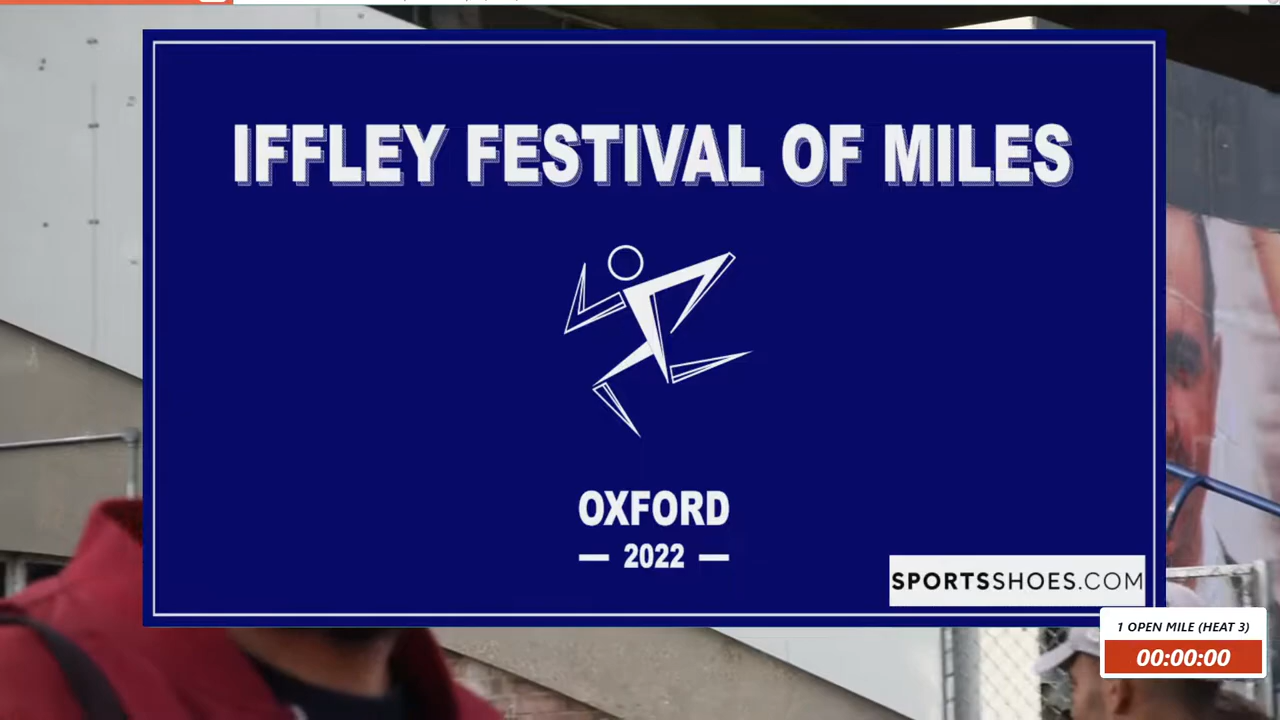 IFFLEY FESTIVAL OF MILES
OXFORD
— 2022 —
SPORTSSHOES.COM
1 OPEN MILE (HEAT 3)
00:00:00